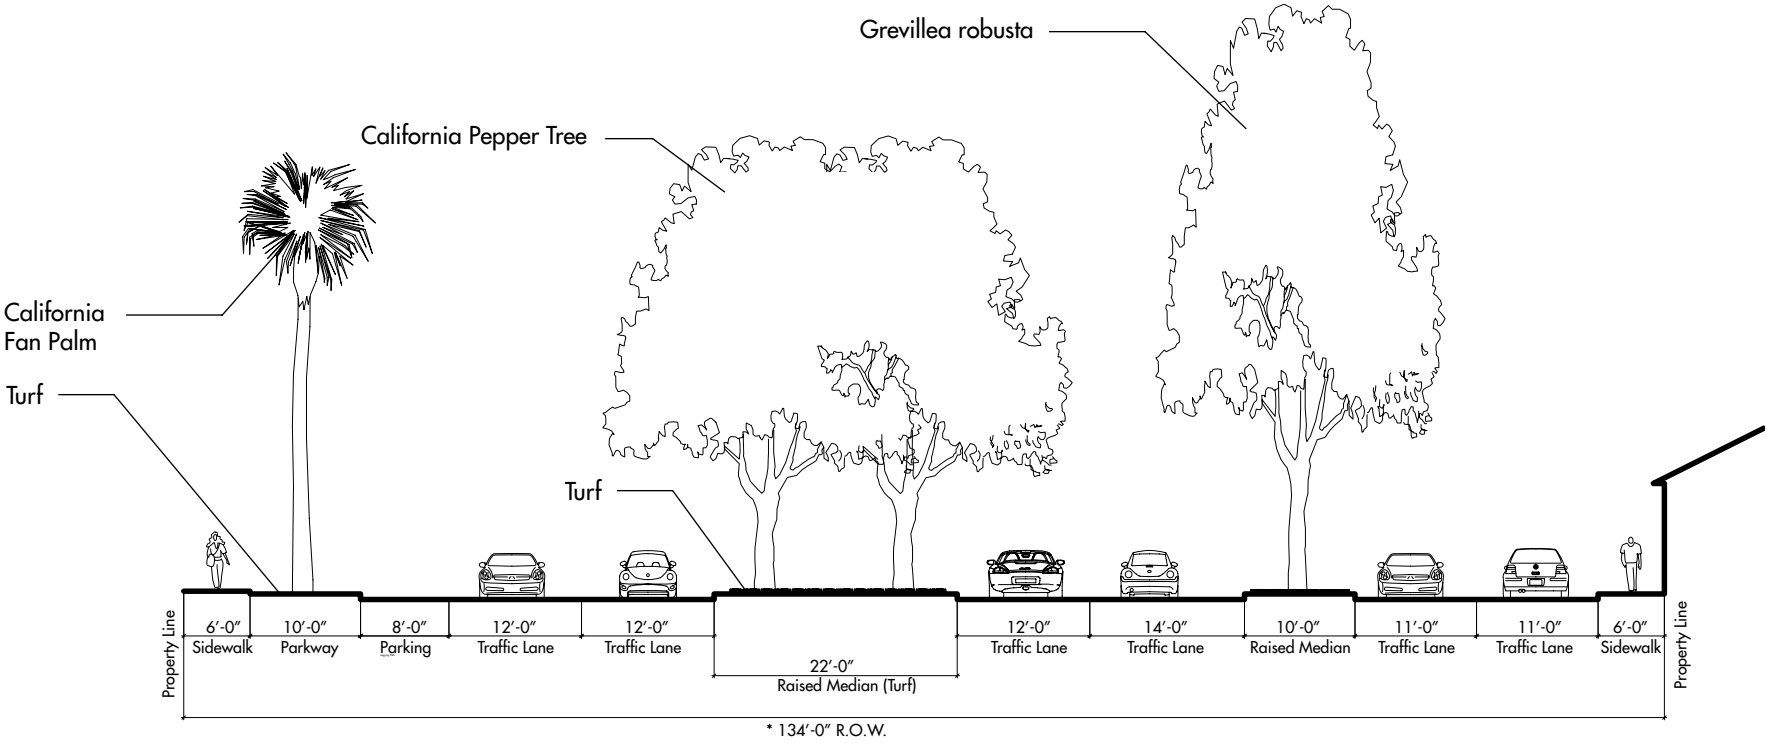 Grevillea robusta
California Pepper Tree
California
Fan Palm
Turf
Turf
Property Line
6’-0”
Sidewalk
10’-0”
Parkway
8’-0”
Parking
12’-0”
Traffic Lane
12’-0”
Traffic Lane
22’-0”
Raised Median (Turf)
12’-0”
Traffic Lane
14’-0”
Traffic Lane
10’-0”
Raised Median
11’-0”
Traffic Lane
11’-0”
Traffic Lane
6’-0”
Sidewalk
Property Line
* 134’-0” R.O.W.